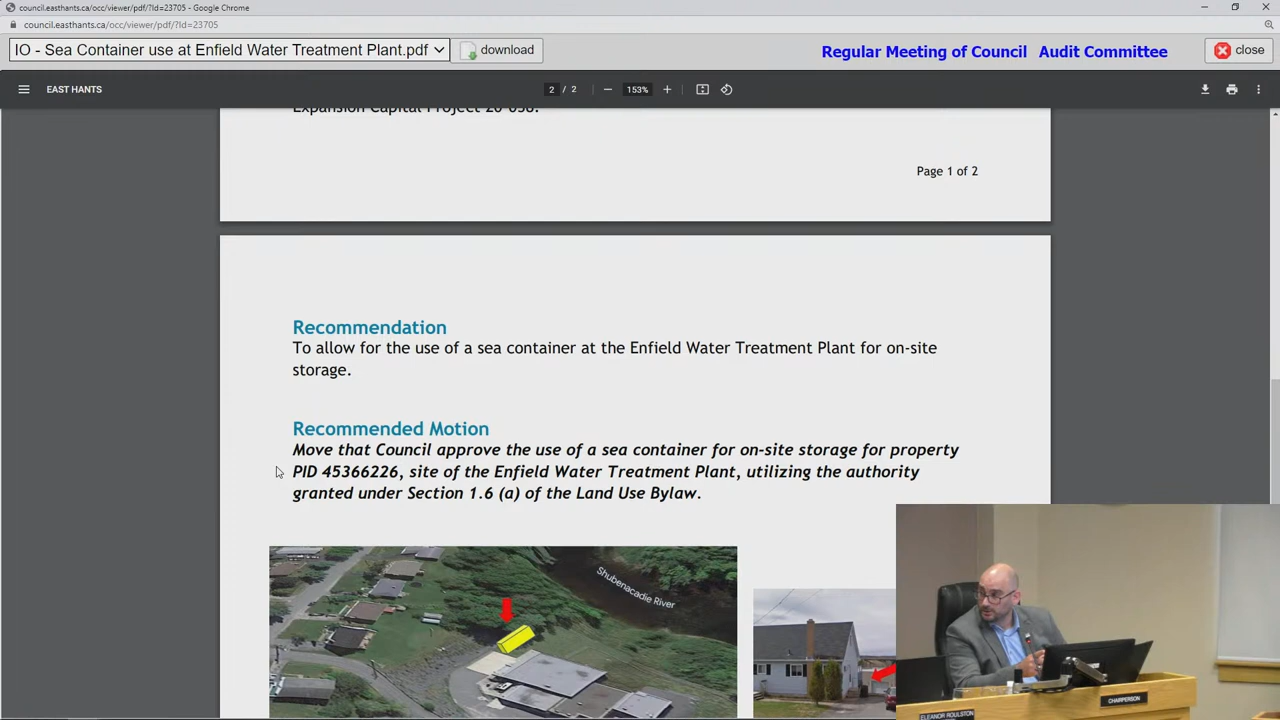 council.easthants.ca/occ/viewer/pdf/?Id=23705 - Google Chrome
council.easthants.ca/occ/viewer/pdf/?Id=23705
IO - Sea Container use at Enfield Water Treatment Plant.pdf
download
Regular Meeting of Council Audit Committee
close
EAST HANTS
2 / 2
153%
Expansion Capital Project 20-038.
Page 1 of 2
Recommendation
To allow for the use of a sea container at the Enfield Water Treatment Plant for on-site
storage.
Recommended Motion
Move that Council approve the use of a sea container for on-site storage for property
PID 45366226, site of the Enfield Water Treatment Plant, utilizing the authority
granted under Section 1.6 (a) of the Land Use Bylaw.
Shubenacadie River
CHAIRPERSON
ELEANOR ROULSTON